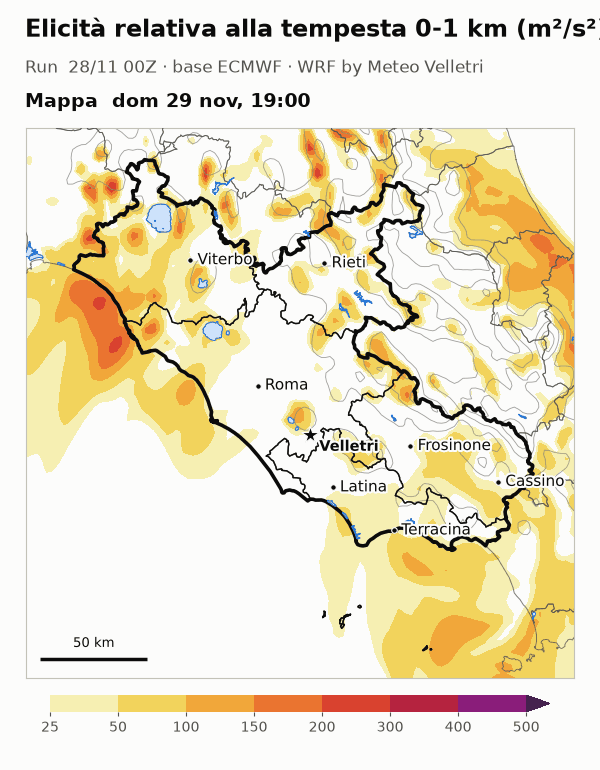 Elicità relativa alla tempesta 0-1 km (m²/s²)
Run 28/11 00Z · base ECMWF · WRF by Meteo Velletri
Mappa dom 29 nov, 19:00
Viterbo
Rieti
Roma
Velletri
Frosinone
Latina
Cassino
Terracina
50 km
25 50 100 150 200 300 400 500